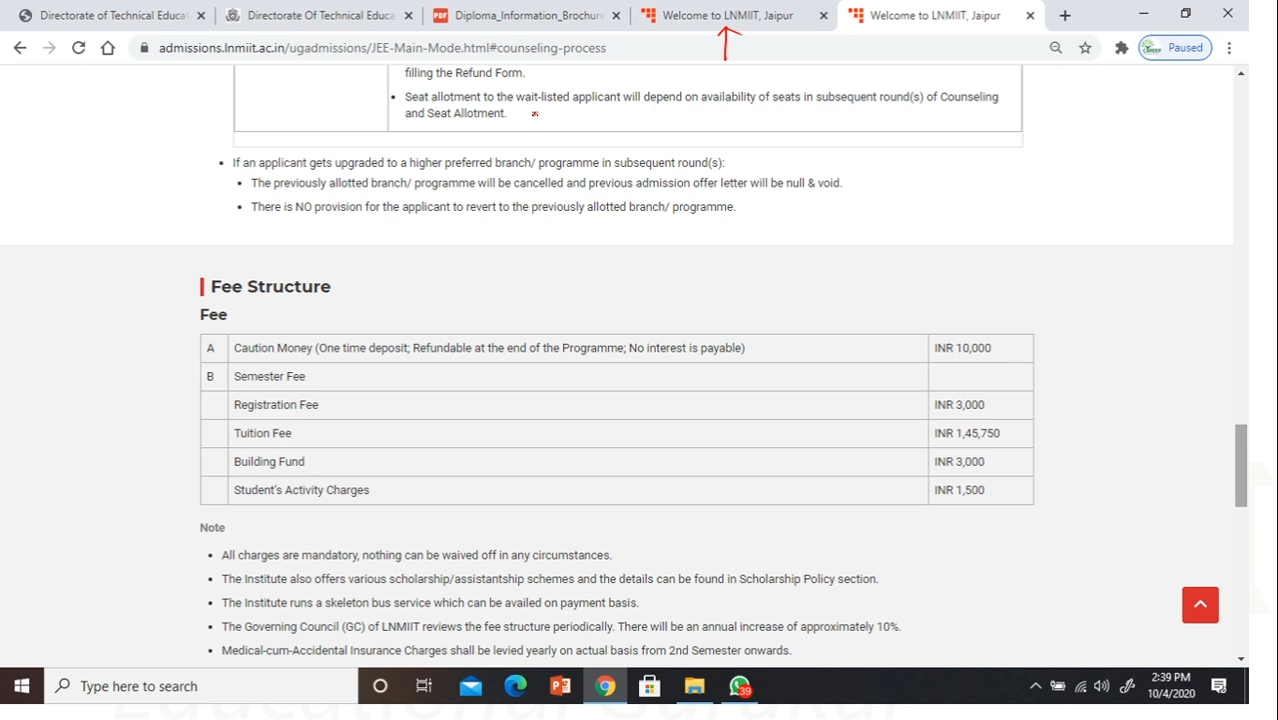 Directorate of Technical Educat
Directorate Of Technical Educa
PDF
Diploma_Information_Brochure
Welcome to LNMIIT, Jaipur
Welcome to LNMIIT, Jaipur
admissions.lnmiit.ac.in/ugadmissions/JEE-Main-Mode.html#counseling-process
Paused
filling the Refund Form.
• Seat allotment to the wait-listed applicant will depend on availability of seats in subsequent round(s) of Counseling
and Seat Allotment.
• If an applicant gets upgraded to a higher preferred branch/ programme in subsequent round(s):
• The previously allotted branch/ programme will be cancelled and previous admission offer letter will be null & void.
• There is NO provision for the applicant to revert to the previously allotted branch/ programme.
Fee Structure
Fee
A Caution Money (One time deposit; Refundable at the end of the Programme; No interest is payable) INR 10,000
B Semester Fee
Registration Fee INR 3,000
Tuition Fee INR 1,45,750
Building Fund INR 3,000
Student's Activity Charges INR 1,500
Note
• All charges are mandatory, nothing can be waived off in any circumstances.
• The Institute also offers various scholarship/assistantship schemes and the details can be found in Scholarship Policy section.
• The Institute runs a skeleton bus service which can be availed on payment basis.
• The Governing Council (GC) of LNMIIT reviews the fee structure periodically. There will be an annual increase of approximately 10%.
• Medical-cum-Accidental Insurance Charges shall be levied yearly on actual basis from 2nd Semester onwards.
Type here to search
39
2:39 PM
10/4/2020